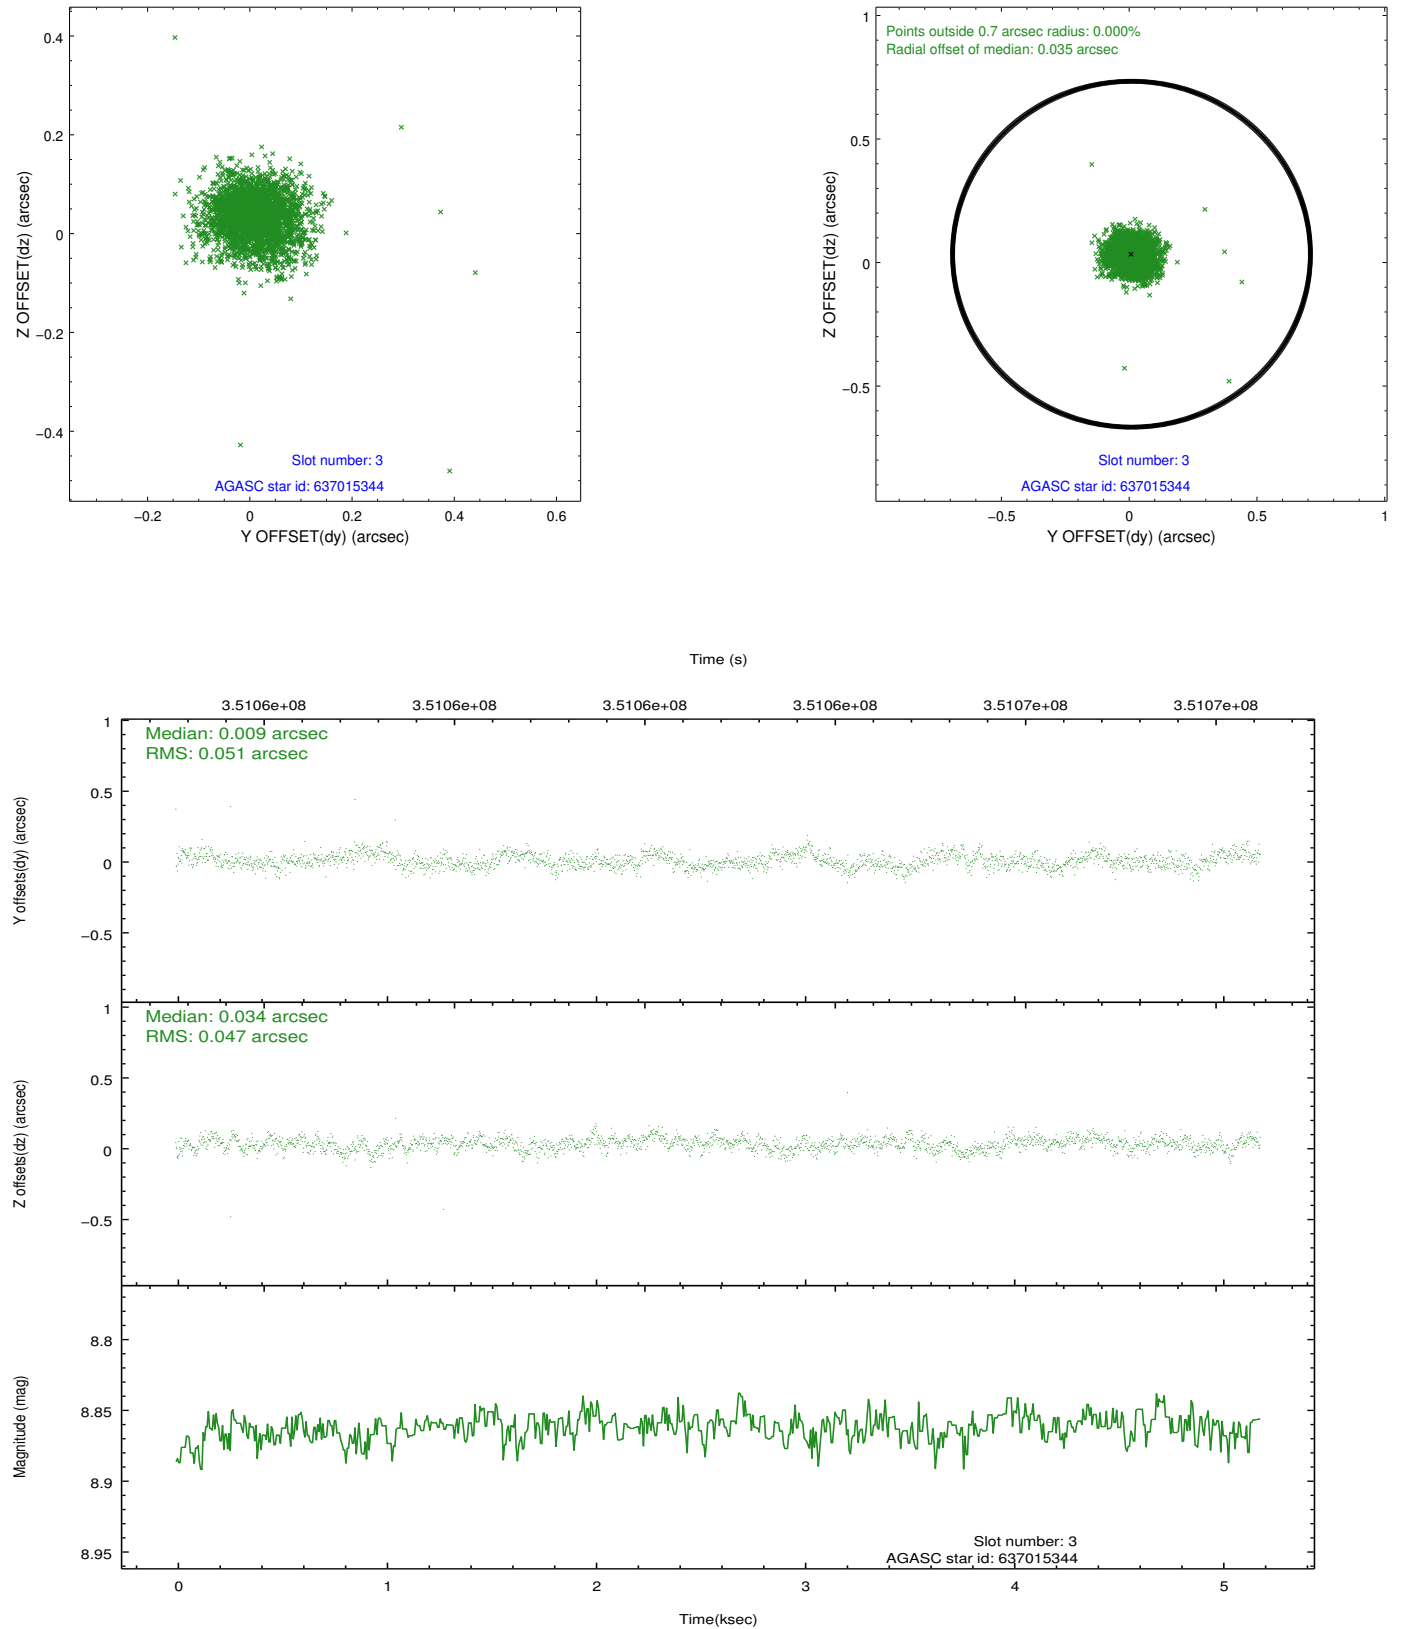 0.4
0.2
0
−0.2
−0.4
Z OFFSET(dz) (arcsec)
Slot number: 3
AGASC star id: 637015344
−0.2 0 0.2 0.4 0.6
Y OFFSET(dy) (arcsec)
1
0.5
0
−0.5
Z OFFSET(dz) (arcsec)
Points outside 0.7 arcsec radius: 0.000%
Radial offset of median: 0.035 arcsec
Slot number: 3
AGASC star id: 637015344
−0.5 0 0.5 1
Y OFFSET(dy) (arcsec)
Time (s)
3.5106e+08 3.5106e+08 3.5106e+08 3.5106e+08 3.5107e+08 3.5107e+08
Median: 0.009 arcsec
RMS: 0.051 arcsec
1
0.5
0
−0.5
Y offsets(dy) (arcsec)
Median: 0.034 arcsec
RMS: 0.047 arcsec
1
0.5
0
−0.5
Z offsets(dz) (arcsec)
8.8
8.85
8.9
8.95
Magnitude (mag)
Slot number: 3
AGASC star id: 637015344
0 1 2 3 4 5
Time(ksec)